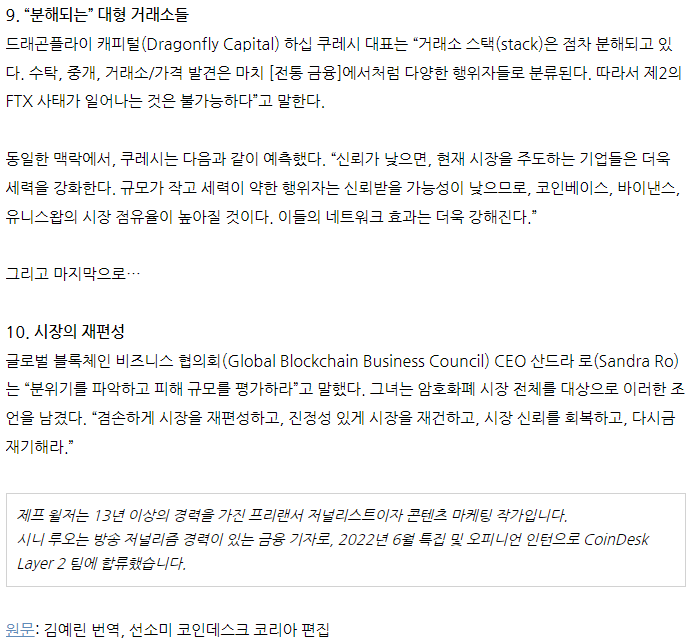 9. “분해되는” 대형 거래소들
드래곤플라이 캐피털(Dragonfly Capital) 하십 쿠레시 대표는 “거래소 스택(stack)은 점차 분해되고 있
다. 수탁, 중개, 거래소/가격 발견은 마치 [전통 금융]에서처럼 다양한 행위자들로 분류된다. 따라서 제2의
FTX 사태가 일어나는 것은 불가능하다”고 말한다.
동일한 맥락에서, 쿠레시는 다음과 같이 예측했다. “신뢰가 낮으면, 현재 시장을 주도하는 기업들은 더욱
세력을 강화한다. 규모가 작고 세력이 약한 행위자는 신뢰받을 가능성이 낮으므로, 코인베이스, 바이낸스,
유니스왑의 시장 점유율이 높아질 것이다. 이들의 네트워크 효과는 더욱 강해진다.”
그리고 마지막으로…
10. 시장의 재편성
글로벌 블록체인 비즈니스 협의회(Global Blockchain Business Council) CEO 산드라 로(Sandra Ro)
는 “분위기를 파악하고 피해 규모를 평가하라”고 말했다. 그녀는 암호화폐 시장 전체를 대상으로 이러한 조
언을 남겼다. “겸손하게 시장을 재편성하고, 진정성 있게 시장을 재건하고, 시장 신뢰를 회복하고, 다시금
재기해라.”
제프 윌저는 13년 이상의 경력을 가진 프리랜서 저널리스트이자 콘텐츠 마케팅 작가입니다.
시니 루오는 방송 저널리즘 경력이 있는 금융 기자로, 2022년 6월 특집 및 오피니언 인턴으로 CoinDesk
Layer 2 팀에 합류했습니다.
원문: 김예린 번역, 선소미 코인데스크 코리아 편집